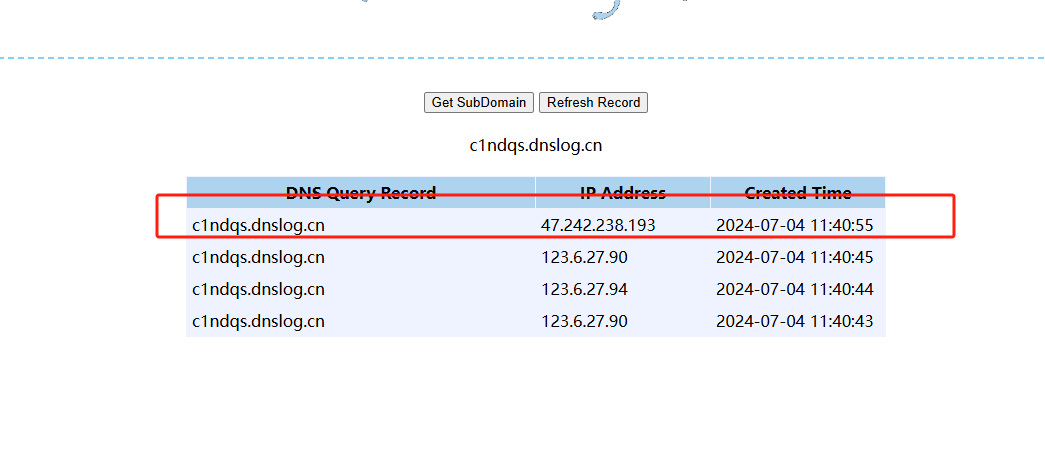 Get SubDomain Refresh Record
c1ndqs.dnslog.cn
DNS Query Record IP Address Created Time
c1ndqs.dnslog.cn 47.242.238.193 2024-07-04 11:40:55
c1ndqs.dnslog.cn 123.6.27.90 2024-07-04 11:40:45
c1ndqs.dnslog.cn 123.6.27.94 2024-07-04 11:40:44
c1ndqs.dnslog.cn 123.6.27.90 2024-07-04 11:40:43